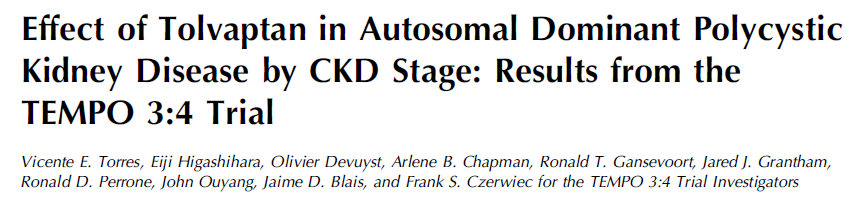 Effect of Tolvaptan in Autosomal Dominant Polycystic
Kidney Disease by CKD Stage: Results from the
TEMPO 3:4 Trial
Vicente E. Torres, Eiji Higashihara, Olivier Devuyst, Arlene B. Chapman, Ronald T. Gansevoort, Jared J. Grantham,
Ronald D. Perrone, John Ouyang, Jaime D. Blais, and Frank S. Czerwiec for the TEMPO 3:4 Trial Investigators